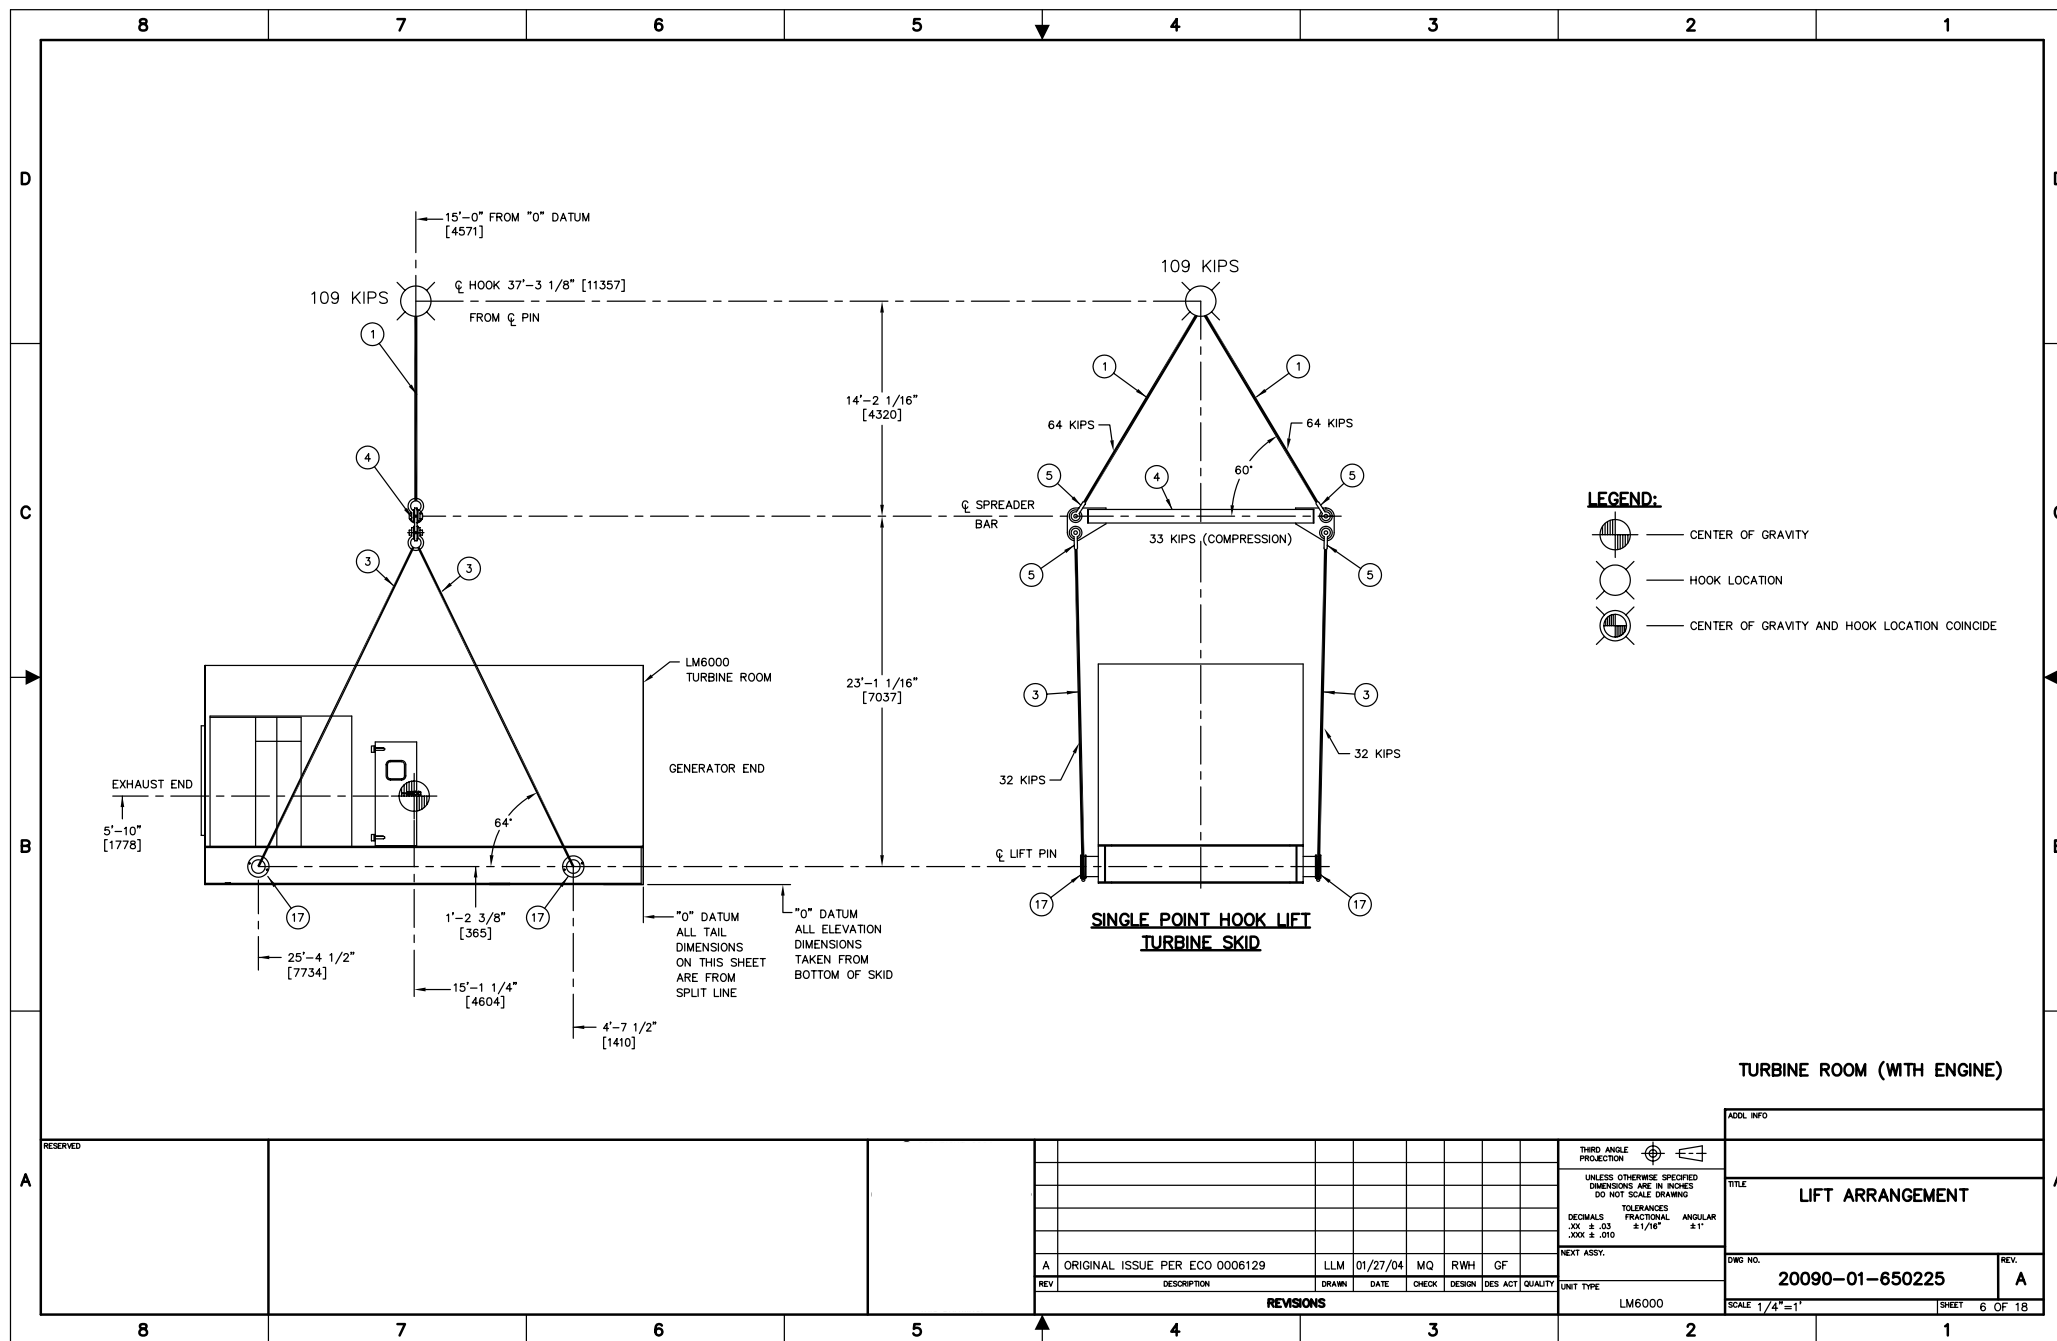 8 7 6 5 4 3 2 1
D
C
B
A
15'-0" FROM "0" DATUM
[4571]
109 KIPS
℄ HOOK 37'-3 1/8" [11357]
FROM ℄ PIN
1
4
3
3
14'-2 1/16"
[4320]
23'-1 1/16"
[7037]
LM6000
TURBINE ROOM
GENERATOR END
EXHAUST END
5'-10"
[1778]
64°
17
17
1'-2 3/8"
[365]
25'-4 1/2"
[7734]
15'-1 1/4"
[4604]
4'-7 1/2"
[1410]
"0" DATUM
ALL TAIL
DIMENSIONS
ON THIS SHEET
ARE FROM
SPLIT LINE
"0" DATUM
ALL ELEVATION
DIMENSIONS
TAKEN FROM
BOTTOM OF SKID
109 KIPS
1
1
64 KIPS
64 KIPS
60°
5
4
5
℄ SPREADER
BAR
33 KIPS (COMPRESSION)
5
5
3
3
32 KIPS
32 KIPS
℄ LIFT PIN
17
17
SINGLE POINT HOOK LIFT
TURBINE SKID
LEGEND:
CENTER OF GRAVITY
HOOK LOCATION
CENTER OF GRAVITY AND HOOK LOCATION COINCIDE
TURBINE ROOM (WITH ENGINE)
RESERVED
A ORIGINAL ISSUE PER ECO 0006129 LLM 01/27/04 MQ RWH GF
REV DESCRIPTION DRAWN DATE CHECK DESIGN DES ACT QUALITY
REVISIONS
THIRD ANGLE
PROJECTION
UNLESS OTHERWISE SPECIFIED
DIMENSIONS ARE IN INCHES
DO NOT SCALE DRAWING
TOLERANCES
DECIMALS FRACTIONAL ANGULAR
.XX ± .03 ±1/16" ±1°
.XXX ± .010
NEXT ASSY.
UNIT TYPE
LM6000
ADDL INFO
TITLE
LIFT ARRANGEMENT
DWG NO.
20090-01-650225
REV.
A
SCALE 1/4"=1'
SHEET 6 OF 18
8 7 6 5 4 3 2 1